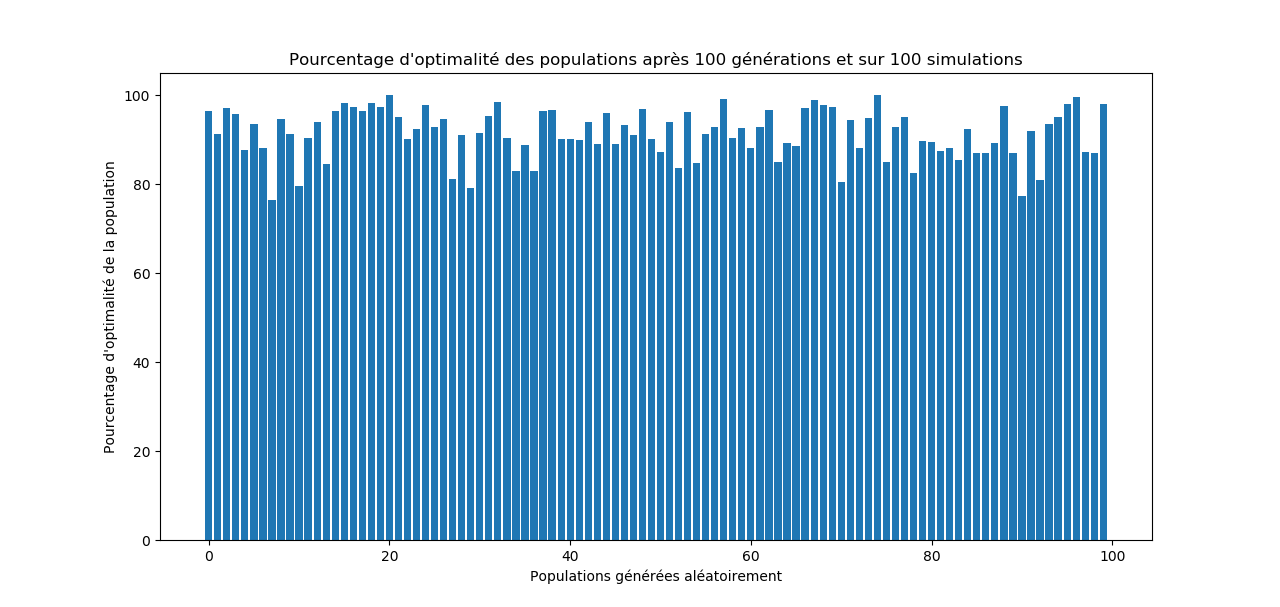 Pourcentage d'optimalité des populations après 100 générations et sur 100 simulations
Pourcentage d'optimalité de la population
100
80
60
40
20
0
0 20 40 60 80 100
Populations générées aléatoirement